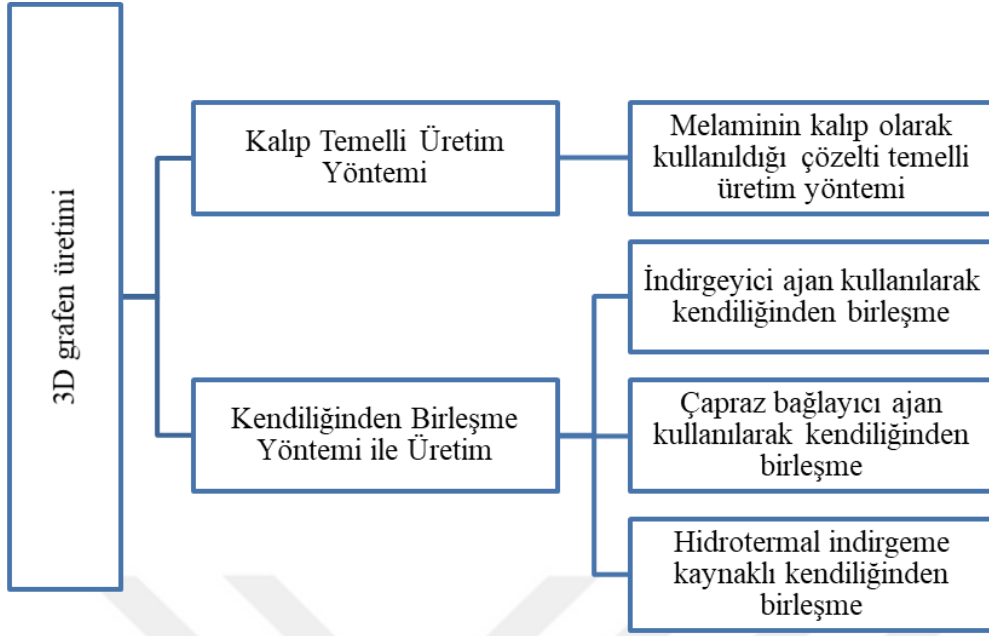 3D grafen üretimi
Kalıp Temelli Üretim
Yöntemi
Melaminin kalıp olarak
kullanıldığı çözelti temelli
üretim yöntemi
Kendiliğinden Birleşme
Yöntemi ile Üretim
İndirgeyici ajan kullanılarak
kendiliğinden birleşme
Çapraz bağlayıcı ajan
kullanılarak kendiliğinden
birleşme
Hidrotermal indirgeme
kaynaklı kendiliğinden
birleşme